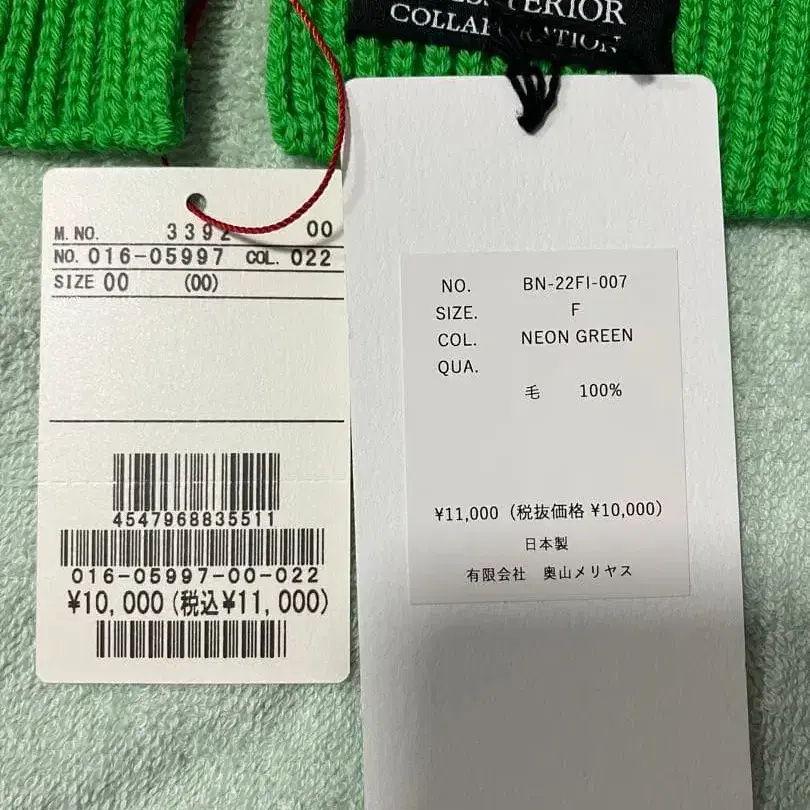 COLLABORATION
M. NO. 3392 00
NO. 016-05997 COL. 022
SIZE 00 (00)
4547968835511
016-05997-00-022
¥10,000(税込¥11,000)
NO. BN-22FI-007
SIZE. F
COL. NEON GREEN
QUA.
毛 100%
¥11,000(税抜価格 ¥10,000)
日本製
有限会社 奥山メリヤス